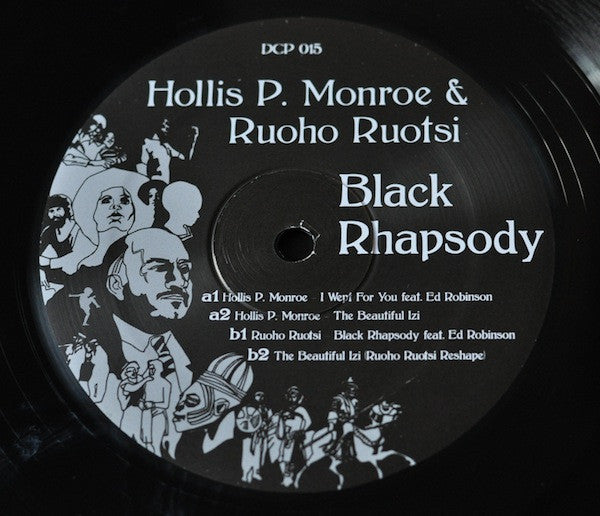 DCP 015
Hollis P. Monroe &
Ruoho Ruotsi
Black
Rhapsody
a1 Hollis P. Monroe - I Wept For You feat. Ed Robinson
a2 Hollis P. Monroe - The Beautiful Izi
b1 Ruoho Ruotsi - Black Rhapsody feat. Ed Robinson
b2 The Beautiful Izi (Ruoho Ruotsi Reshape)